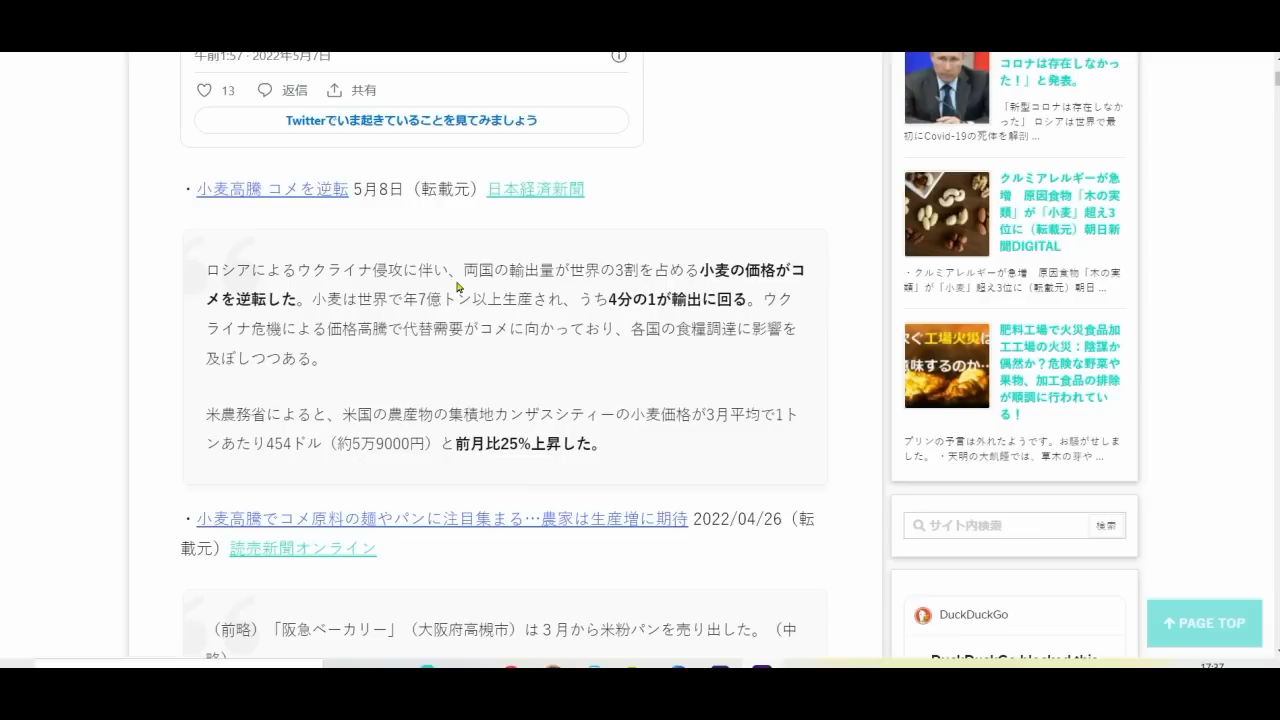 午前1:57 · 2022年5月7日
13 返信 共有
Twitterでいま起きていることを見てみましょう
・小麦高騰 コメを逆転 5月8日（転載元）日本経済新聞
ロシアによるウクライナ侵攻に伴い、両国の輸出量が世界の3割を占める小麦の価格がコ
メを逆転した。小麦は世界で年7億トン以上生産され、うち4分の1が輸出に回る。ウク
ライナ危機による価格高騰で代替需要がコメに向かっており、各国の食糧調達に影響を
及ぼしつつある。
米農務省によると、米国の農産物の集積地カンザスシティーの小麦価格が3月平均で1ト
ンあたり454ドル（約5万9000円）と前月比25%上昇した。
・小麦高騰でコメ原料の麺やパンに注目集まる…農家は生産増に期待 2022/04/26（転
載元）読売新聞オンライン
（前略）「阪急ベーカリー」（大阪府高槻市）は３月から米粉パンを売り出した。（中
略）
コロナは存在しなかっ
た！」と発表。
「新型コロナは存在しなか
った」 ロシアは世界で最
初にCovid-19の死体を解剖 ...
クルミアレルギーが急
増　原因食物「木の実
類」が「小麦」超え3
位に（転載元）朝日新
聞DIGITAL
・クルミアレルギーが急増　原因食物「木の実
類」が「小麦」超え3位に（転載元）朝日 ...
次ぐ工場火災は
意味するのか…
肥料工場で火災食品加
工工場の火災：陰謀か
偶然か？危険な野菜や
果物、加工食品の排除
が順調に行われてい
る！
プリンの予言は外れたようです。お騒がせしま
した。 ・天明の大飢饉では、草木の芽や ...
サイト内検索 検索
DuckDuckGo
DuckDuckGo blocked this
PAGE TOP
17:37